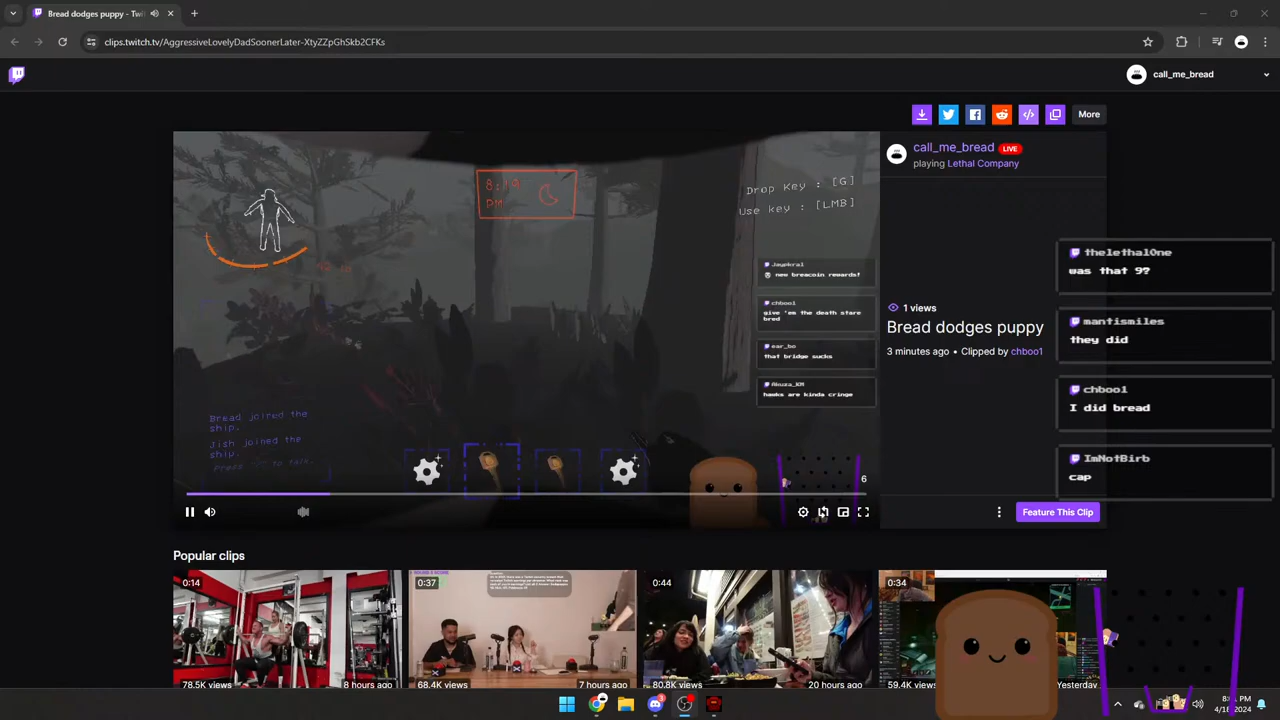 Bread dodges puppy - Twi
clips.twitch.tv/AggressiveLovelyDadSoonerLater-XtyZZpGhSkb2CFKs
call_me_bread
More
call_me_bread LIVE
playing Lethal Company
Drop Key : [G]
Use key : [LMB]
Jaypkral
new breacoin rewards!
chboo1
give 'em the death stare
bred
ear_bo
that bridge sucks
hawks are kinda cringe
Bread joined the
ship.
Jish joined the
ship.
6
1 views
Bread dodges puppy
3 minutes ago • Clipped by chboo1
Feature This Clip
thelethalOne
was that 9?
mantismiles
they did
chboo1
I did bread
ImNotBirb
cap
Popular clips
0:14
0:37
0:44
0:34
78.5K views
8 hours ago
68.4K views
7 hours ago
80.8K views
20 hours ago
59.4K views
Yesterday